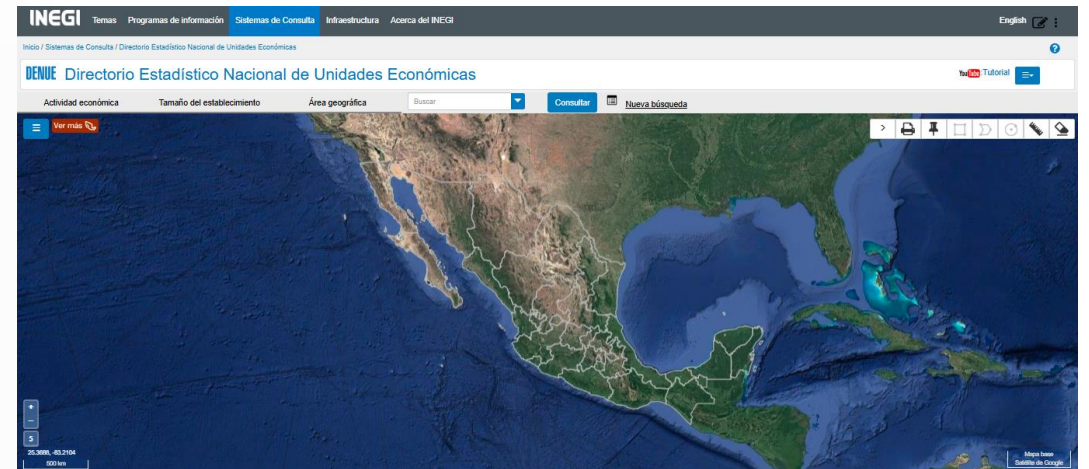 INEGI Temas Programas de información Sistemas de Consulta Infraestructura Acerca del INEGI English
Inicio / Sistemas de Consulta / Directorio Estadístico Nacional de Unidades Económicas ?
DENUE Directorio Estadístico Nacional de Unidades Económicas YouTube Tutorial
Actividad económica Tamaño del establecimiento Área geográfica Buscar Consultar Nueva búsqueda
Ver más
+
−
S
25.3686, -83.2104
500 km
Mapa base
Satélite de Google